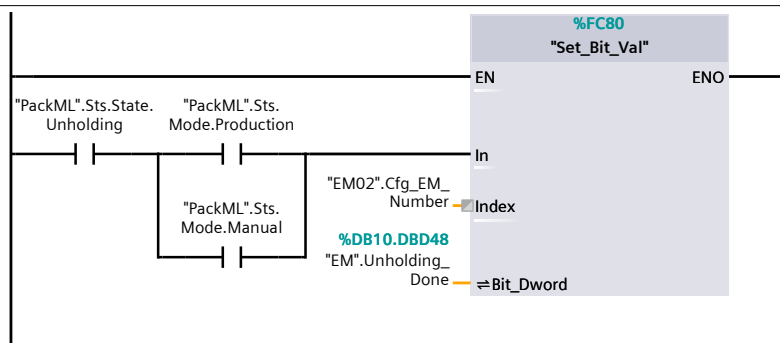 %FC80
"Set_Bit_Val"
EN
ENO
"PackML".Sts.State.
Unholding
"PackML".Sts.
Mode.Production
In
"EM02".Cfg_EM_
Number
Index
"PackML".Sts.
Mode.Manual
%DB10.DBD48
"EM".Unholding_
Done
⇌Bit_Dword